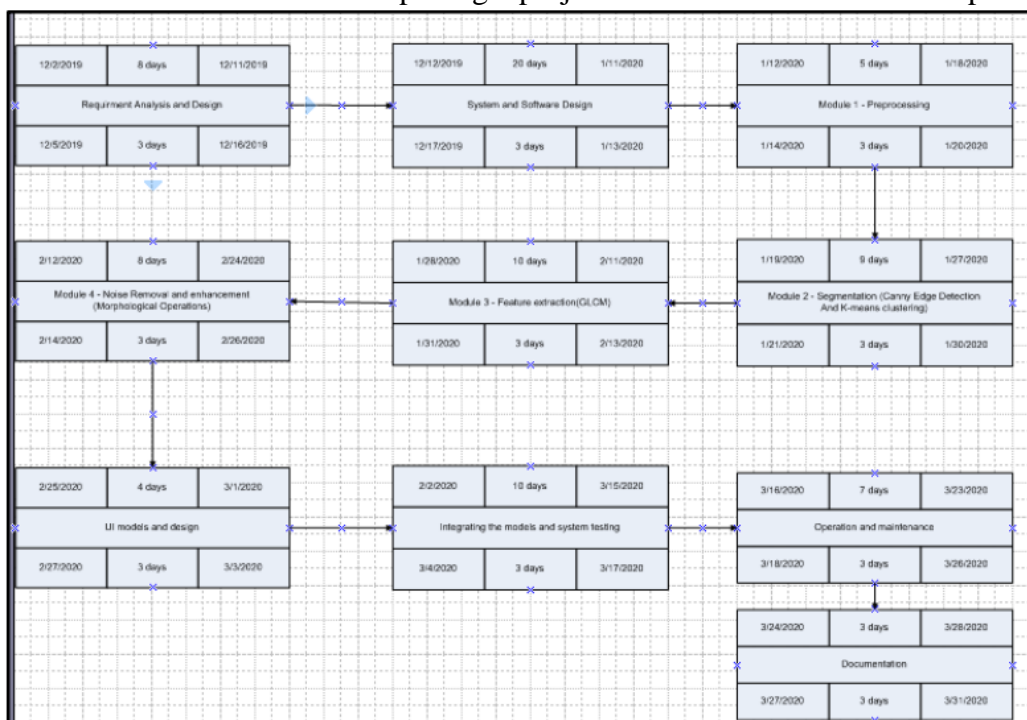 12/2/2019 8 days 12/11/2019
Requirment Analysis and Design
12/5/2019 3 days 12/16/2019
12/12/2019 20 days 1/11/2020
System and Software Design
12/17/2019 3 days 1/13/2020
1/12/2020 5 days 1/18/2020
Module 1 - Preprocessing
1/14/2020 3 days 1/20/2020
1/19/2020 9 days 1/27/2020
Module 2 - Segmentation (Canny Edge Detection
And K-means clustering)
1/21/2020 3 days 1/30/2020
1/28/2020 10 days 2/11/2020
Module 3 - Feature extraction(GLCM)
1/31/2020 3 days 2/13/2020
2/12/2020 8 days 2/24/2020
Module 4 - Noise Removal and enhancement
(Morphological Operations)
2/14/2020 3 days 2/26/2020
2/25/2020 4 days 3/1/2020
UI models and design
2/27/2020 3 days 3/3/2020
2/2/2020 10 days 3/15/2020
Integrating the models and system testing
3/4/2020 3 days 3/17/2020
3/16/2020 7 days 3/23/2020
Operation and maintenance
3/18/2020 3 days 3/26/2020
3/24/2020 3 days 3/28/2020
Documentation
3/27/2020 3 days 3/31/2020